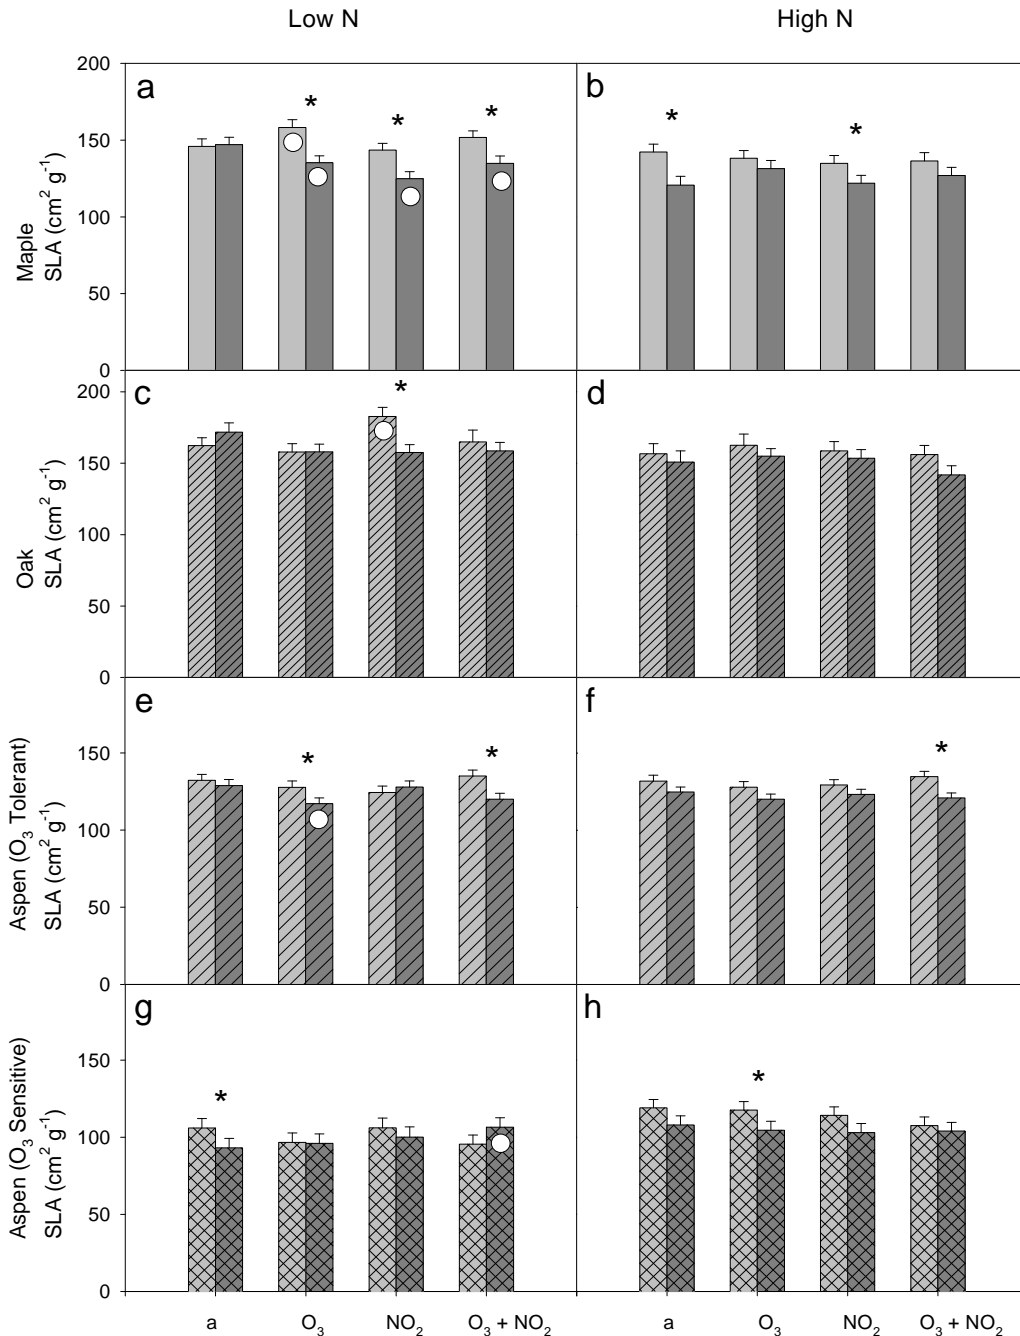 Low N
High N
Maple
SLA (cm² g⁻¹)
200
150
100
50
0
a
*
*
*
b
*
*
Oak
SLA (cm² g⁻¹)
200
150
100
50
0
c
*
d
Aspen (O₃ Tolerant)
SLA (cm² g⁻¹)
150
100
50
0
e
*
*
f
*
Aspen (O₃ Sensitive)
SLA (cm² g⁻¹)
150
100
50
0
g
*
h
*
a
O₃
NO₂
O₃ + NO₂
a
O₃
NO₂
O₃ + NO₂